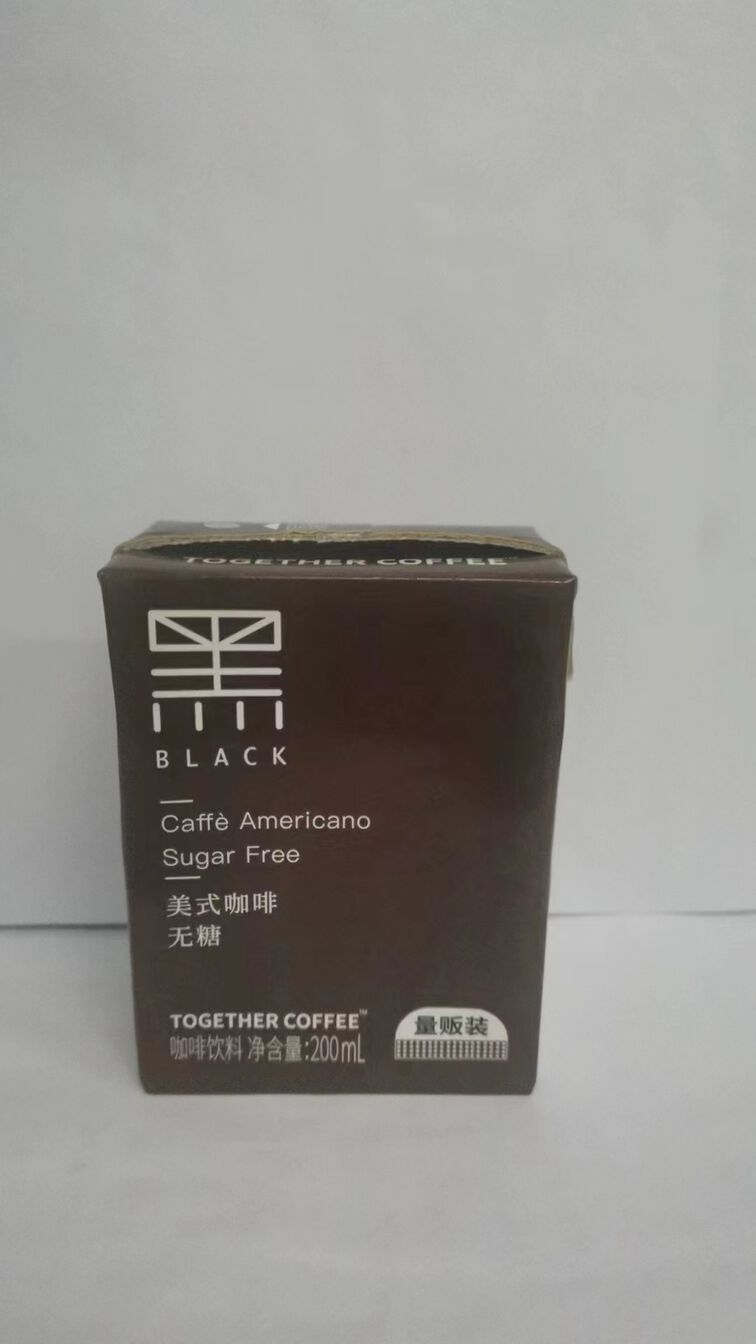 TOGETHER COFFEE
黑
BLACK
Caffè Americano
Sugar Free
美式咖啡
无糖
TOGETHER COFFEE™
咖啡饮料 净含量:200mL
量贩装